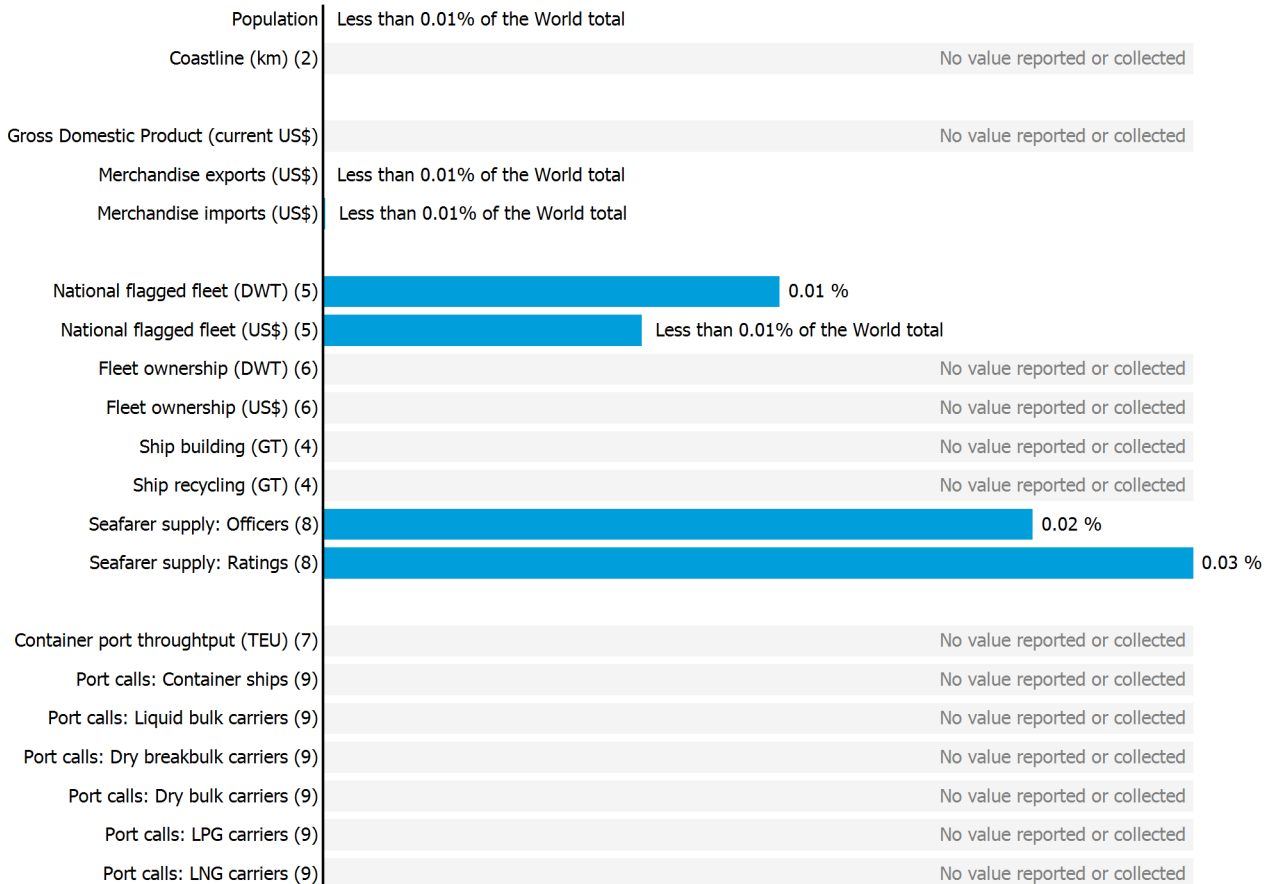 Population Less than 0.01% of the World total
Coastline (km) (2) No value reported or collected
Gross Domestic Product (current US$) No value reported or collected
Merchandise exports (US$) Less than 0.01% of the World total
Merchandise imports (US$) Less than 0.01% of the World total
National flagged fleet (DWT) (5) 0.01 %
National flagged fleet (US$) (5) Less than 0.01% of the World total
Fleet ownership (DWT) (6) No value reported or collected
Fleet ownership (US$) (6) No value reported or collected
Ship building (GT) (4) No value reported or collected
Ship recycling (GT) (4) No value reported or collected
Seafarer supply: Officers (8) 0.02 %
Seafarer supply: Ratings (8) 0.03 %
Container port throughtput (TEU) (7) No value reported or collected
Port calls: Container ships (9) No value reported or collected
Port calls: Liquid bulk carriers (9) No value reported or collected
Port calls: Dry breakbulk carriers (9) No value reported or collected
Port calls: Dry bulk carriers (9) No value reported or collected
Port calls: LPG carriers (9) No value reported or collected
Port calls: LNG carriers (9) No value reported or collected